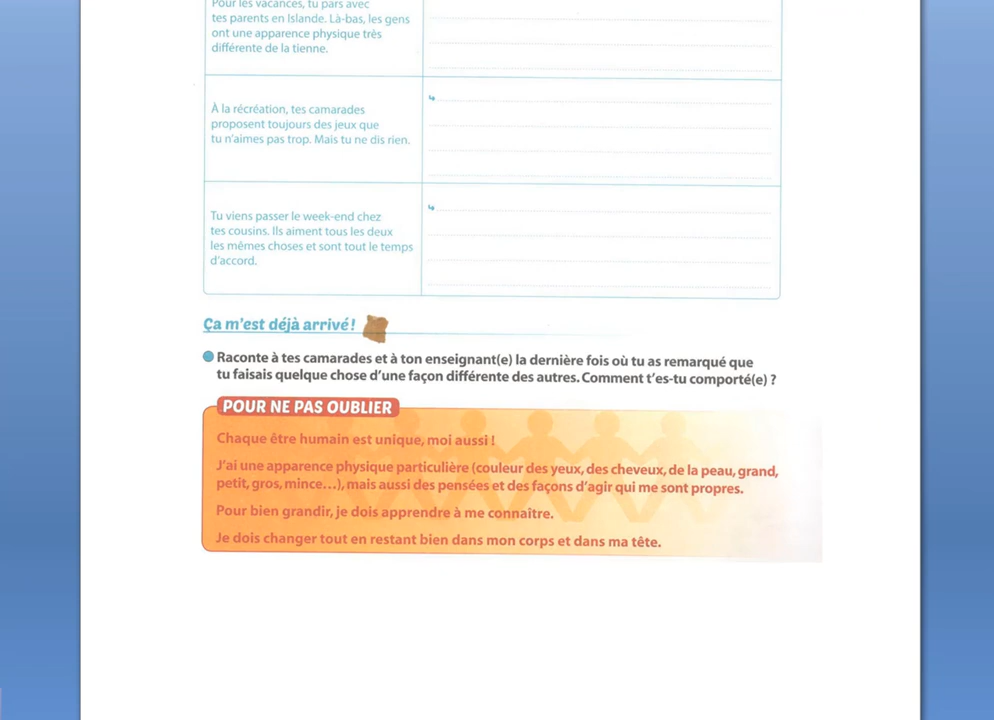 Pour les vacances, tu pars avec
tes parents en Islande. Là-bas, les gens
ont une apparence physique très
différente de la tienne.
À la récréation, tes camarades
proposent toujours des jeux que
tu n'aimes pas trop. Mais tu ne dis rien.
Tu viens passer le week-end chez
tes cousins. Ils aiment tous les deux
les mêmes choses et sont tout le temps
d'accord.
Ça m'est déjà arrivé !
Raconte à tes camarades et à ton enseignant(e) la dernière fois où tu as remarqué que
tu faisais quelque chose d'une façon différente des autres. Comment t'es-tu comporté(e) ?
POUR NE PAS OUBLIER
Chaque être humain est unique, moi aussi !
J'ai une apparence physique particulière (couleur des yeux, des cheveux, de la peau, grand,
petit, gros, mince...), mais aussi des pensées et des façons d'agir qui me sont propres.
Pour bien grandir, je dois apprendre à me connaître.
Je dois changer tout en restant bien dans mon corps et dans ma tête.